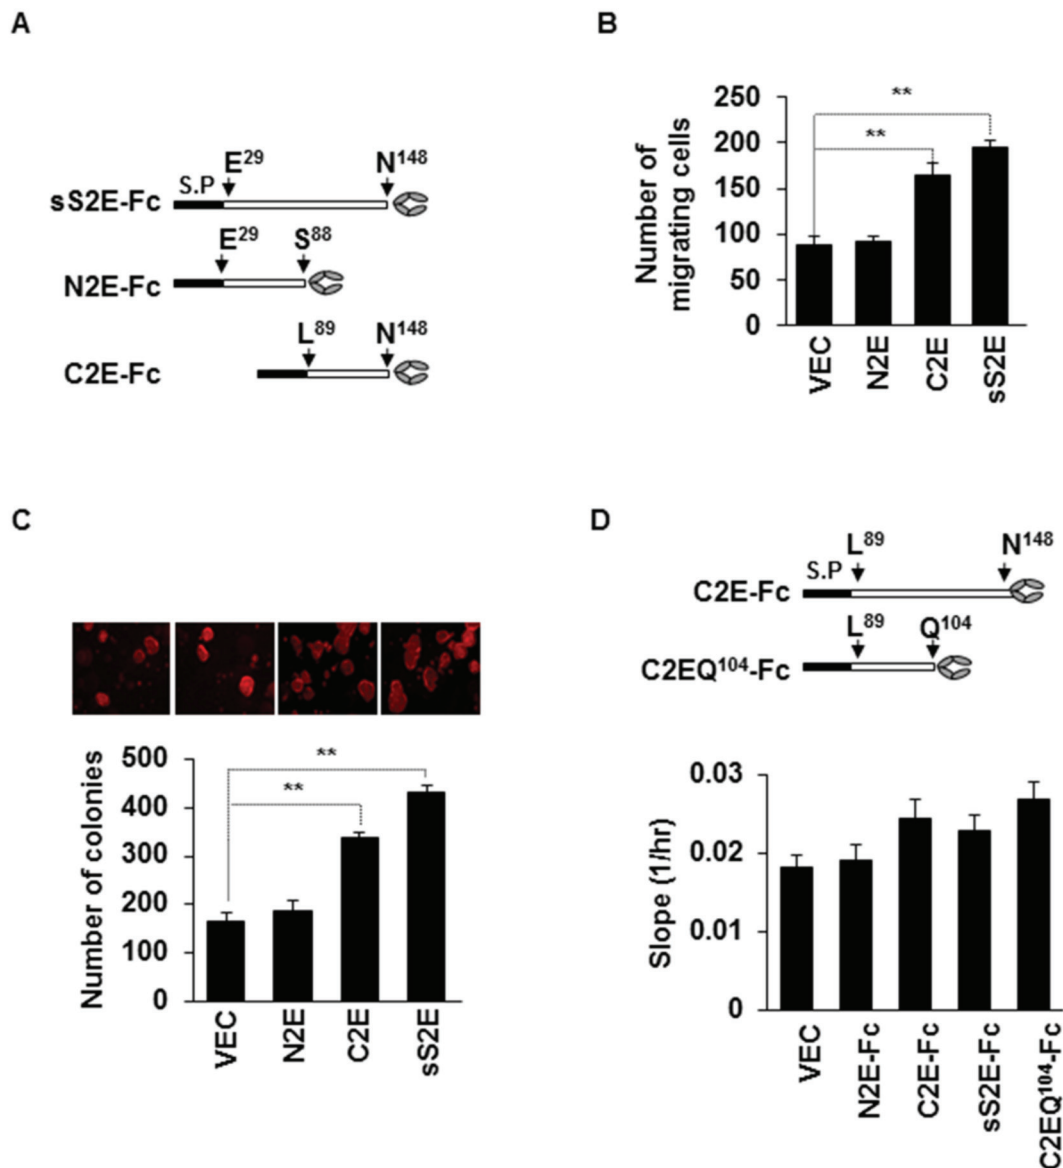 A
E29 N148
S.P
sS2E-Fc
E29 S88
N2E-Fc
L89 N148
C2E-Fc
B
Number of
migrating cells
250
200
150
100
50
0
**
**
VEC
N2E
C2E
sS2E
C
Number of colonies
500
400
300
200
100
0
**
**
VEC
N2E
C2E
sS2E
D
L89 N148
S.P
C2E-Fc
L89 Q104
C2EQ104-Fc
Slope (1/hr)
0.03
0.02
0.01
0
VEC
N2E-Fc
C2E-Fc
sS2E-Fc
C2EQ104-Fc